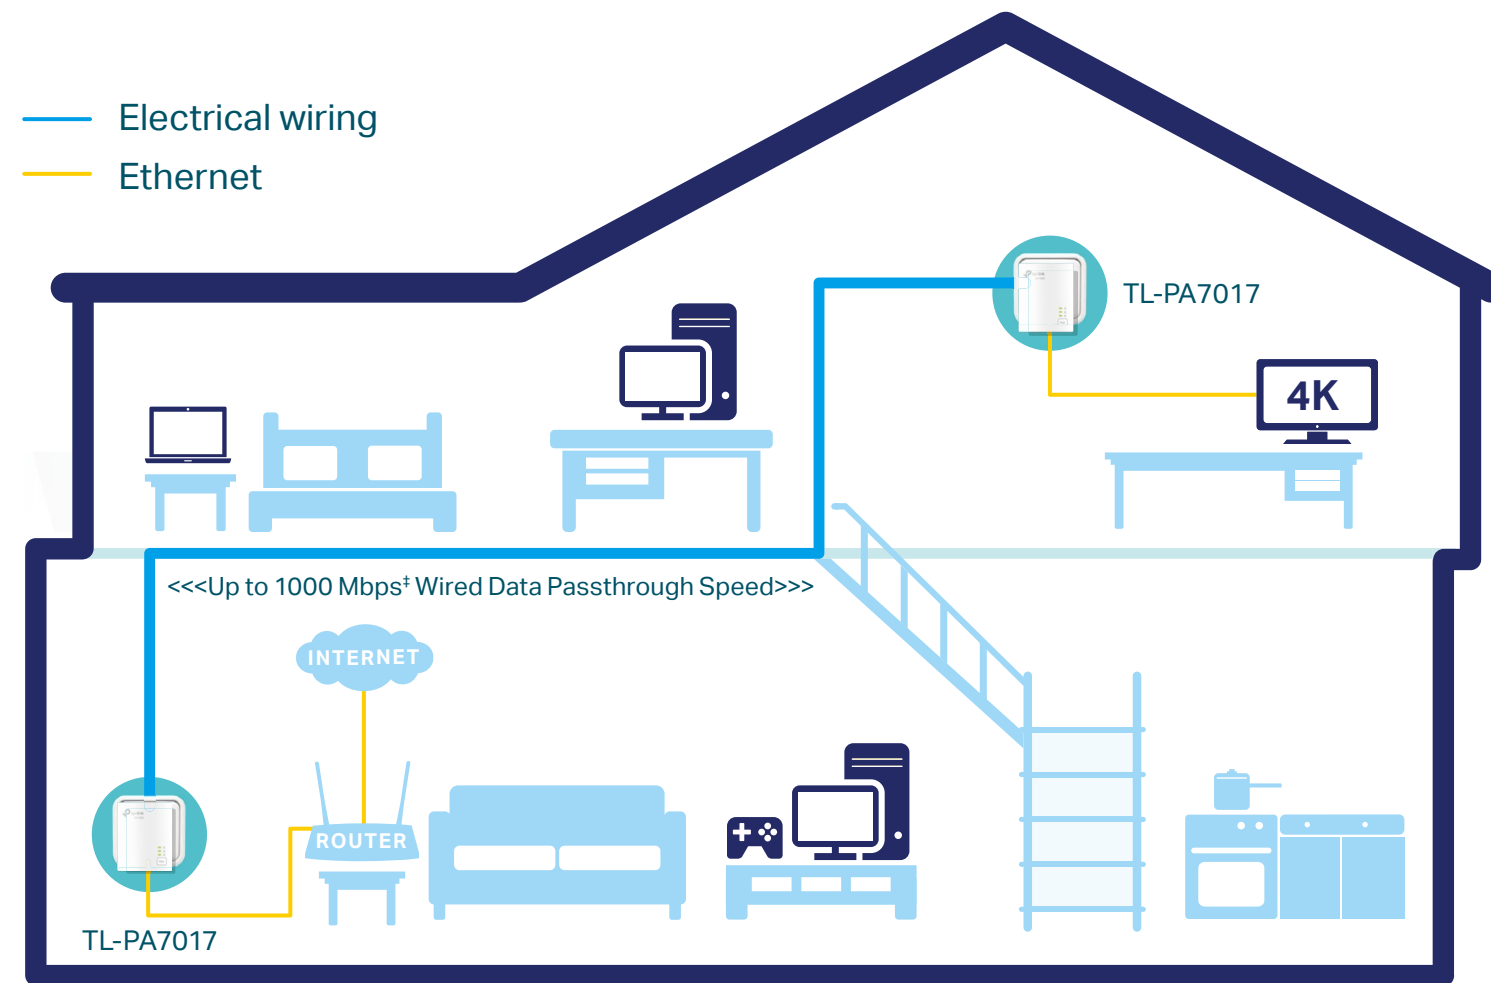 Electrical wiring
Ethernet
TL-PA7017
4K
<<<Up to 1000 Mbps‡ Wired Data Passthrough Speed>>>
INTERNET
ROUTER
TL-PA7017